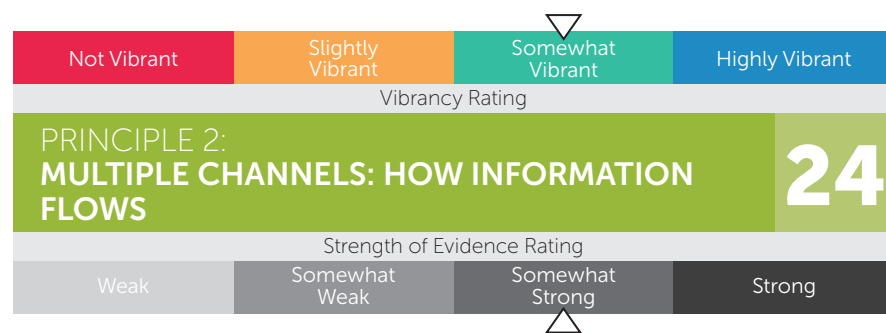 Not Vibrant
Slightly
Vibrant
Somewhat
Vibrant
Highly Vibrant
Vibrancy Rating
PRINCIPLE 2:
MULTIPLE CHANNELS: HOW INFORMATION
FLOWS
24
Strength of Evidence Rating
Weak
Somewhat
Weak
Somewhat
Strong
Strong